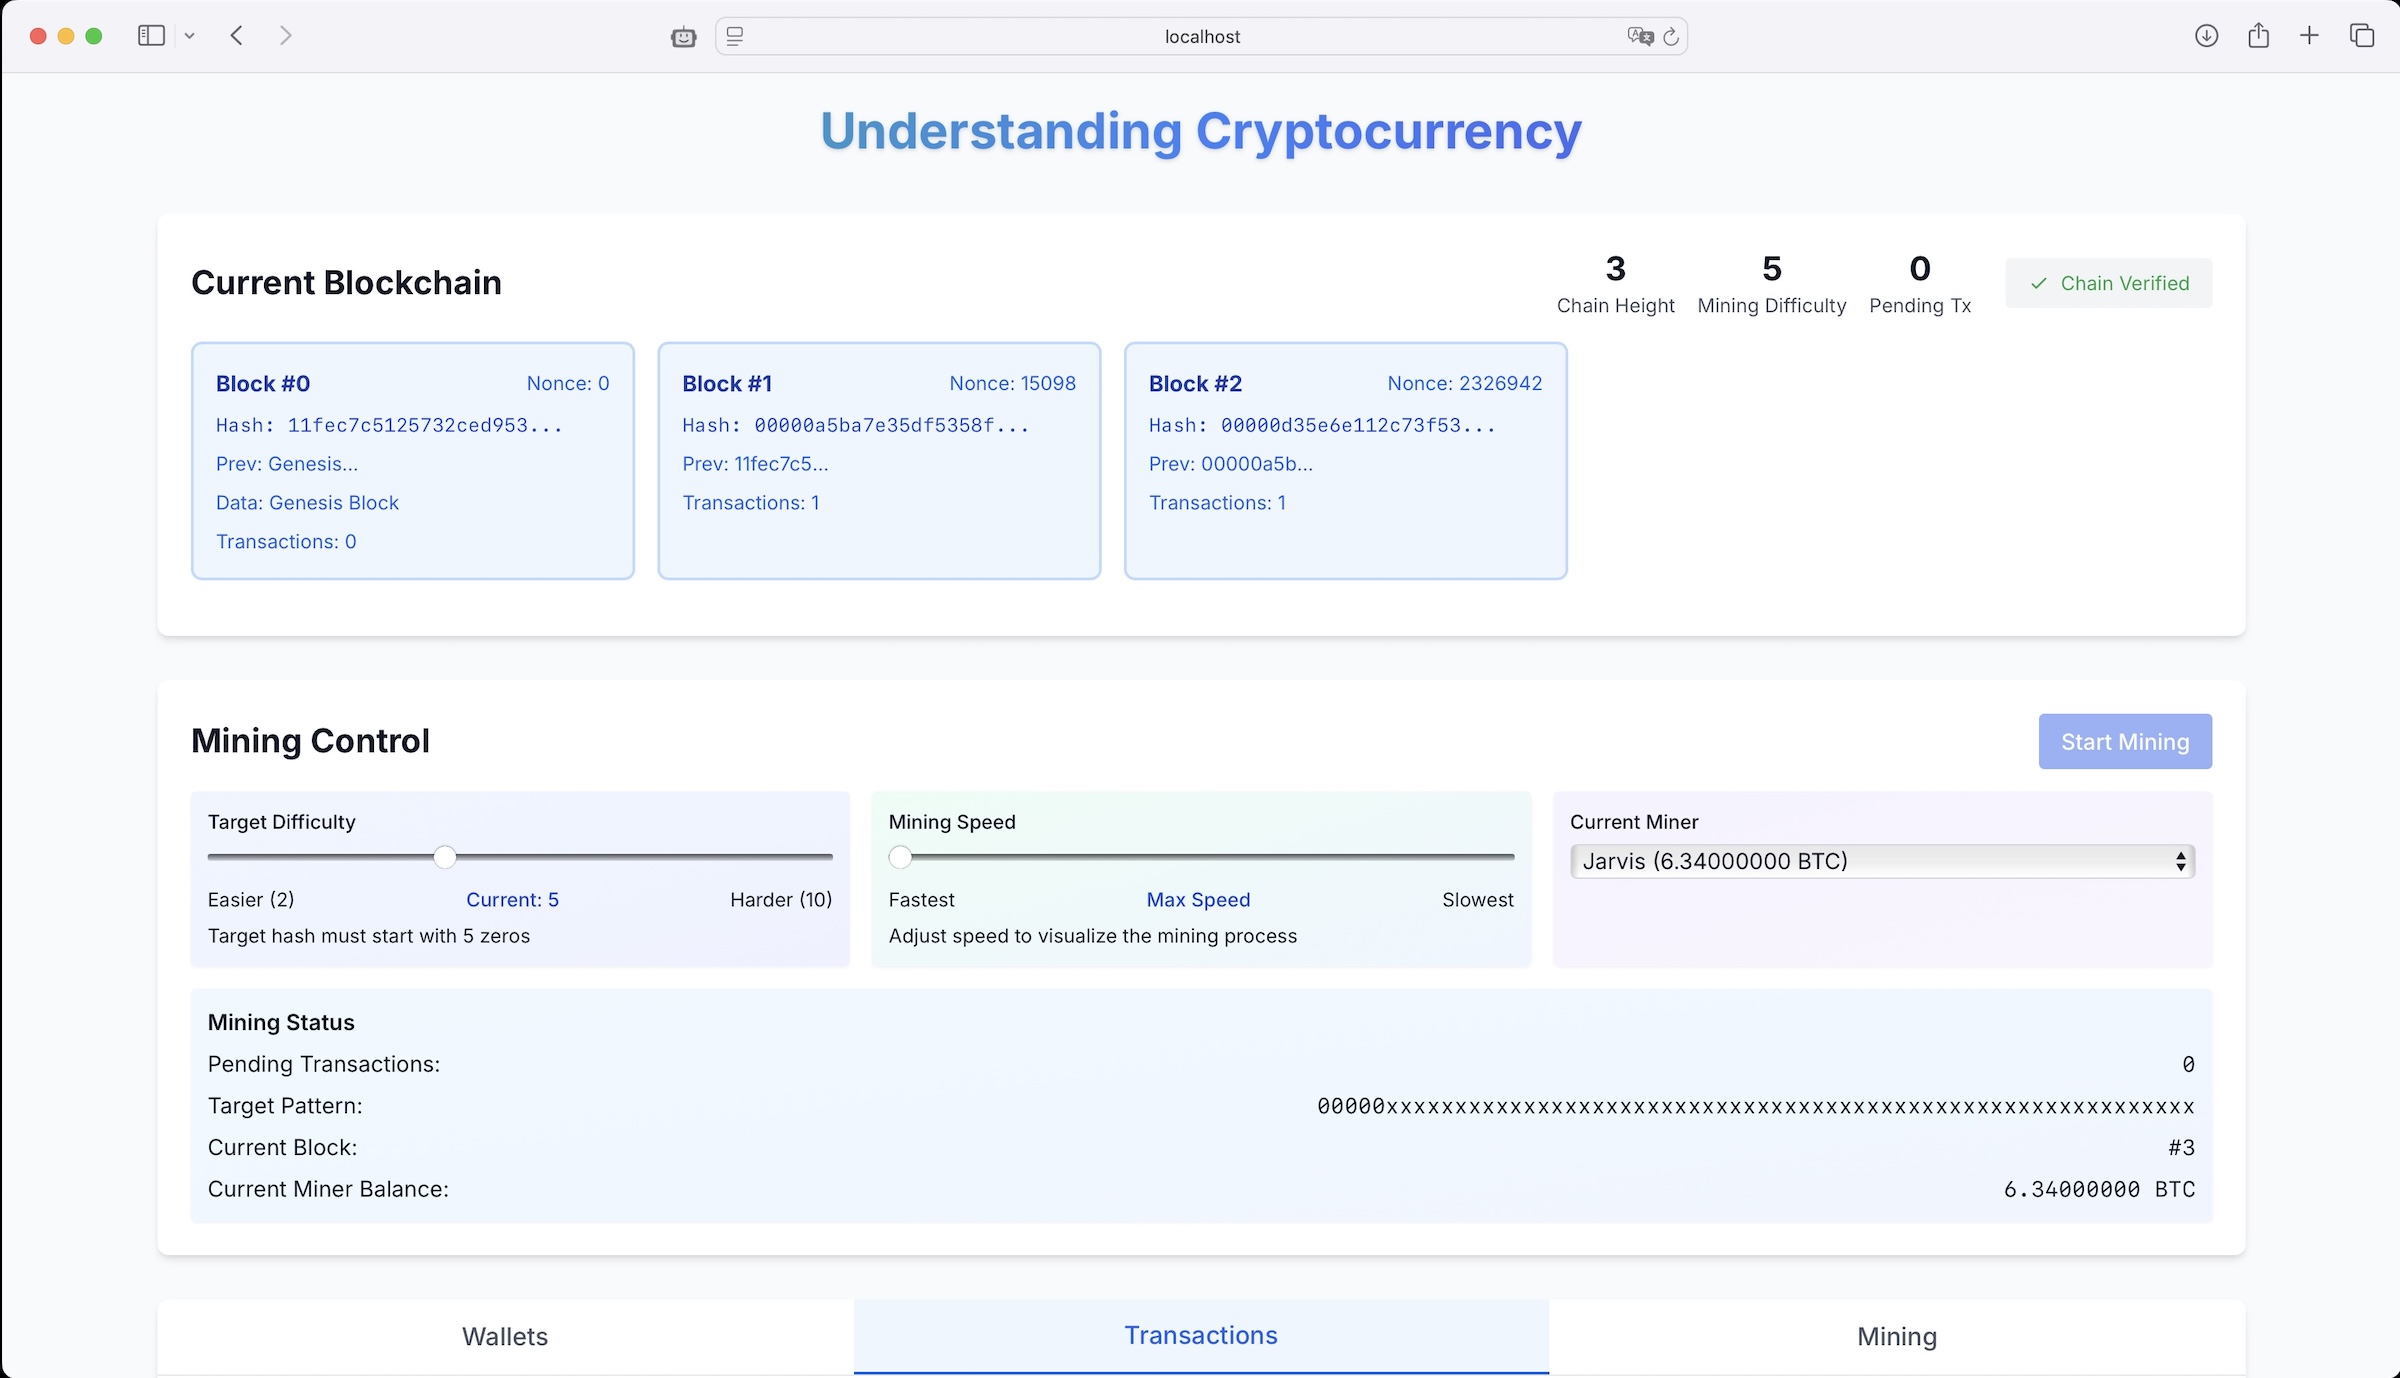 localhost
Understanding Cryptocurrency
Current Blockchain
3
Chain Height
5
Mining Difficulty
0
Pending Tx
✓ Chain Verified
Block #0 Nonce: 0
Hash: 11fec7c5125732ced953...
Prev: Genesis...
Data: Genesis Block
Transactions: 0
Block #1 Nonce: 15098
Hash: 00000a5ba7e35df5358f...
Prev: 11fec7c5...
Transactions: 1
Block #2 Nonce: 2326942
Hash: 00000d35e6e112c73f53...
Prev: 00000a5b...
Transactions: 1
Mining Control
Start Mining
Target Difficulty
Easier (2) Current: 5 Harder (10)
Target hash must start with 5 zeros
Mining Speed
Fastest Max Speed Slowest
Adjust speed to visualize the mining process
Current Miner
Jarvis (6.34000000 BTC)
Mining Status
Pending Transactions: 0
Target Pattern: 00000xxxxxxxxxxxxxxxxxxxxxxxxxxxxxxxxxxxxxxxxxxxxxxxxxxxxxxxxxxx
Current Block: #3
Current Miner Balance: 6.34000000 BTC
Wallets Transactions Mining